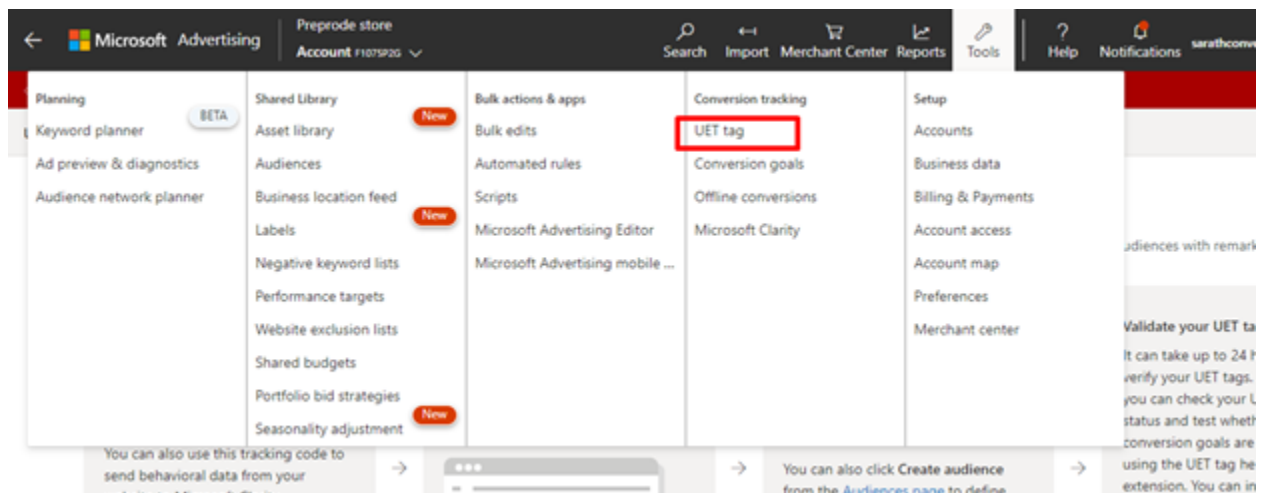 Microsoft Advertising
Preprode store
Account F107SP2G
Search
Import
Merchant Center
Reports
Tools
?
Help
Notifications
sarathconve
Planning
BETA
Keyword planner
Ad preview & diagnostics
Audience network planner
Shared Library
New
Asset library
Audiences
Business location feed
New
Labels
Negative keyword lists
Performance targets
Website exclusion lists
Shared budgets
Portfolio bid strategies
New
Seasonality adjustment
Bulk actions & apps
Bulk edits
Automated rules
Scripts
Microsoft Advertising Editor
Microsoft Advertising mobile ...
Conversion tracking
UET tag
Conversion goals
Offline conversions
Microsoft Clarity
Setup
Accounts
Business data
Billing & Payments
Account access
Account map
Preferences
Merchant center
udiences with remark
You can also use this tracking code to
send behavioral data from your
You can also click Create audience
from the Audiences page to define
Validate your UET ta
It can take up to 24 h
verify your UET tags.
you can check your U
status and test wheth
conversion goals are
using the UET tag he
extension. You can in